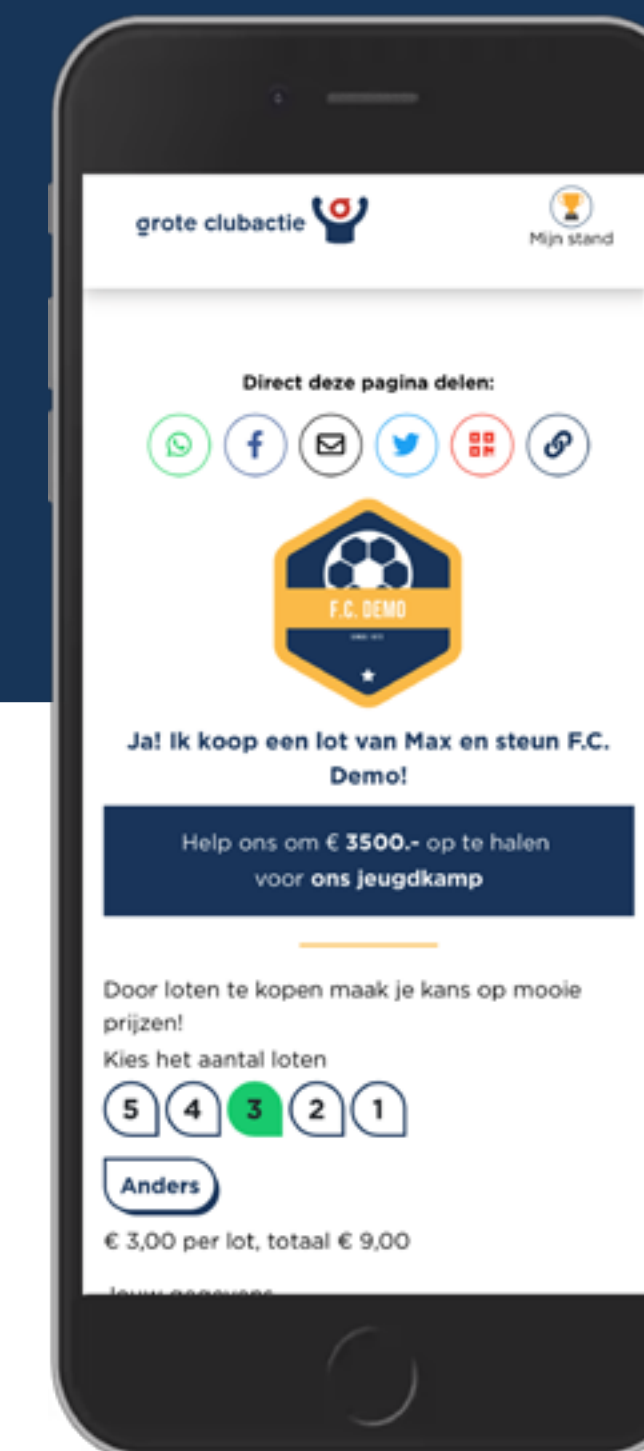 grote clubactie
Mijn stand
Direct deze pagina delen:
F.C. DEMO
Ja! Ik koop een lot van Max en steun F.C.
Demo!
Help ons om € 3500.- op te halen
voor ons jeugdkamp
Door loten te kopen maak je kans op mooie
prijzen!
Kies het aantal loten
5 4 3 2 1
Anders
€ 3,00 per lot, totaal € 9,00
Jouw gegevens